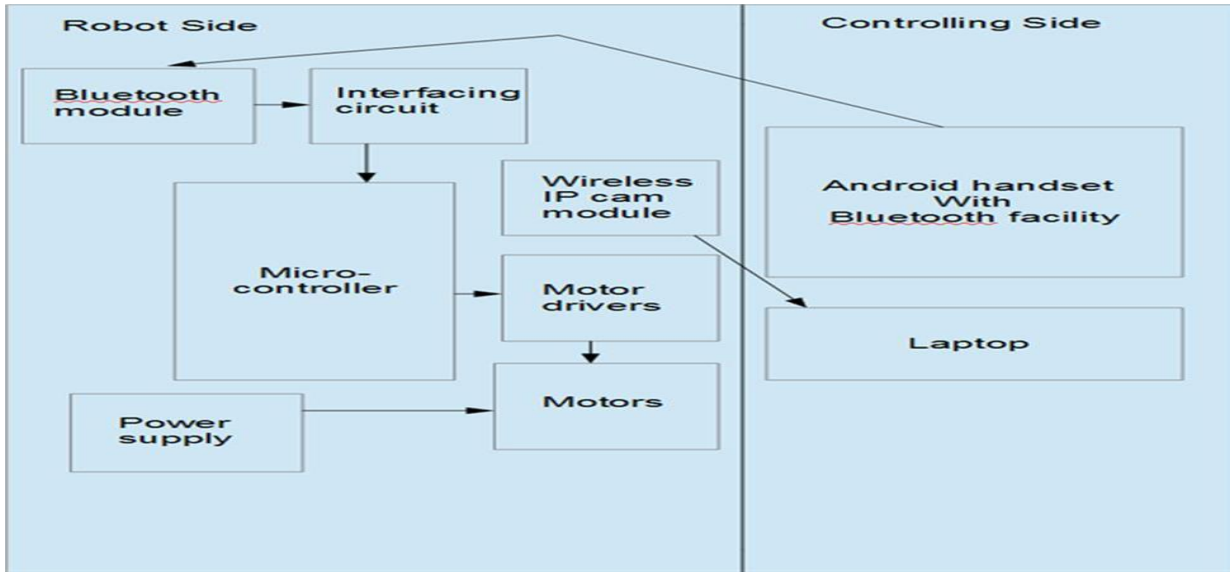 Robot Side
Controlling Side
Bluetooth
module
Interfacing
circuit
Wireless
IP cam
module
Android handset
With
Bluetooth facility
Micro-
controller
Motor
drivers
Laptop
Motors
Power
supply